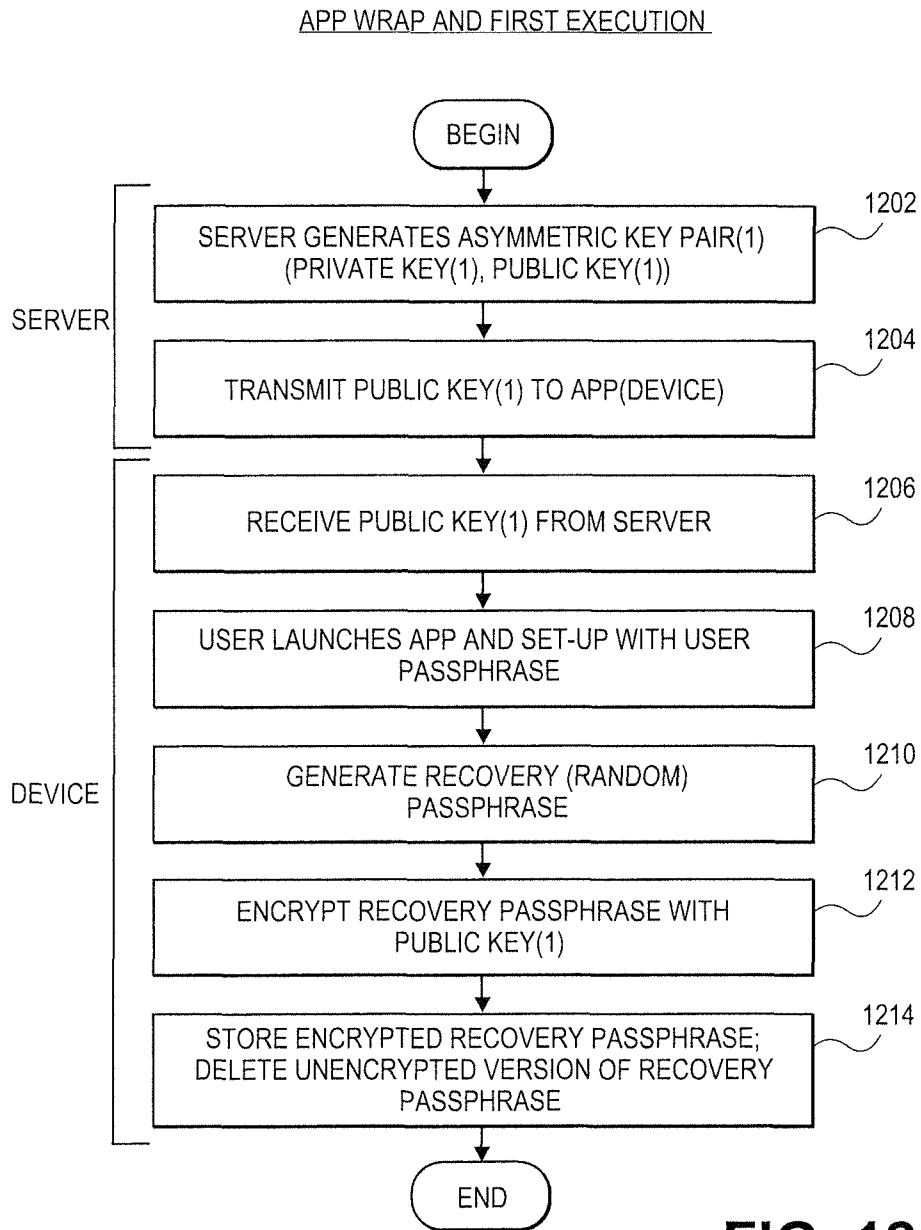 APP WRAP AND FIRST EXECUTION
BEGIN
SERVER
1202
SERVER GENERATES ASYMMETRIC KEY PAIR(1)
(PRIVATE KEY(1), PUBLIC KEY(1))
1204
TRANSMIT PUBLIC KEY(1) TO APP(DEVICE)
DEVICE
1206
RECEIVE PUBLIC KEY(1) FROM SERVER
1208
USER LAUNCHES APP AND SET-UP WITH USER
PASSPHRASE
1210
GENERATE RECOVERY (RANDOM)
PASSPHRASE
1212
ENCRYPT RECOVERY PASSPHRASE WITH
PUBLIC KEY(1)
1214
STORE ENCRYPTED RECOVERY PASSPHRASE;
DELETE UNENCRYPTED VERSION OF RECOVERY
PASSPHRASE
END